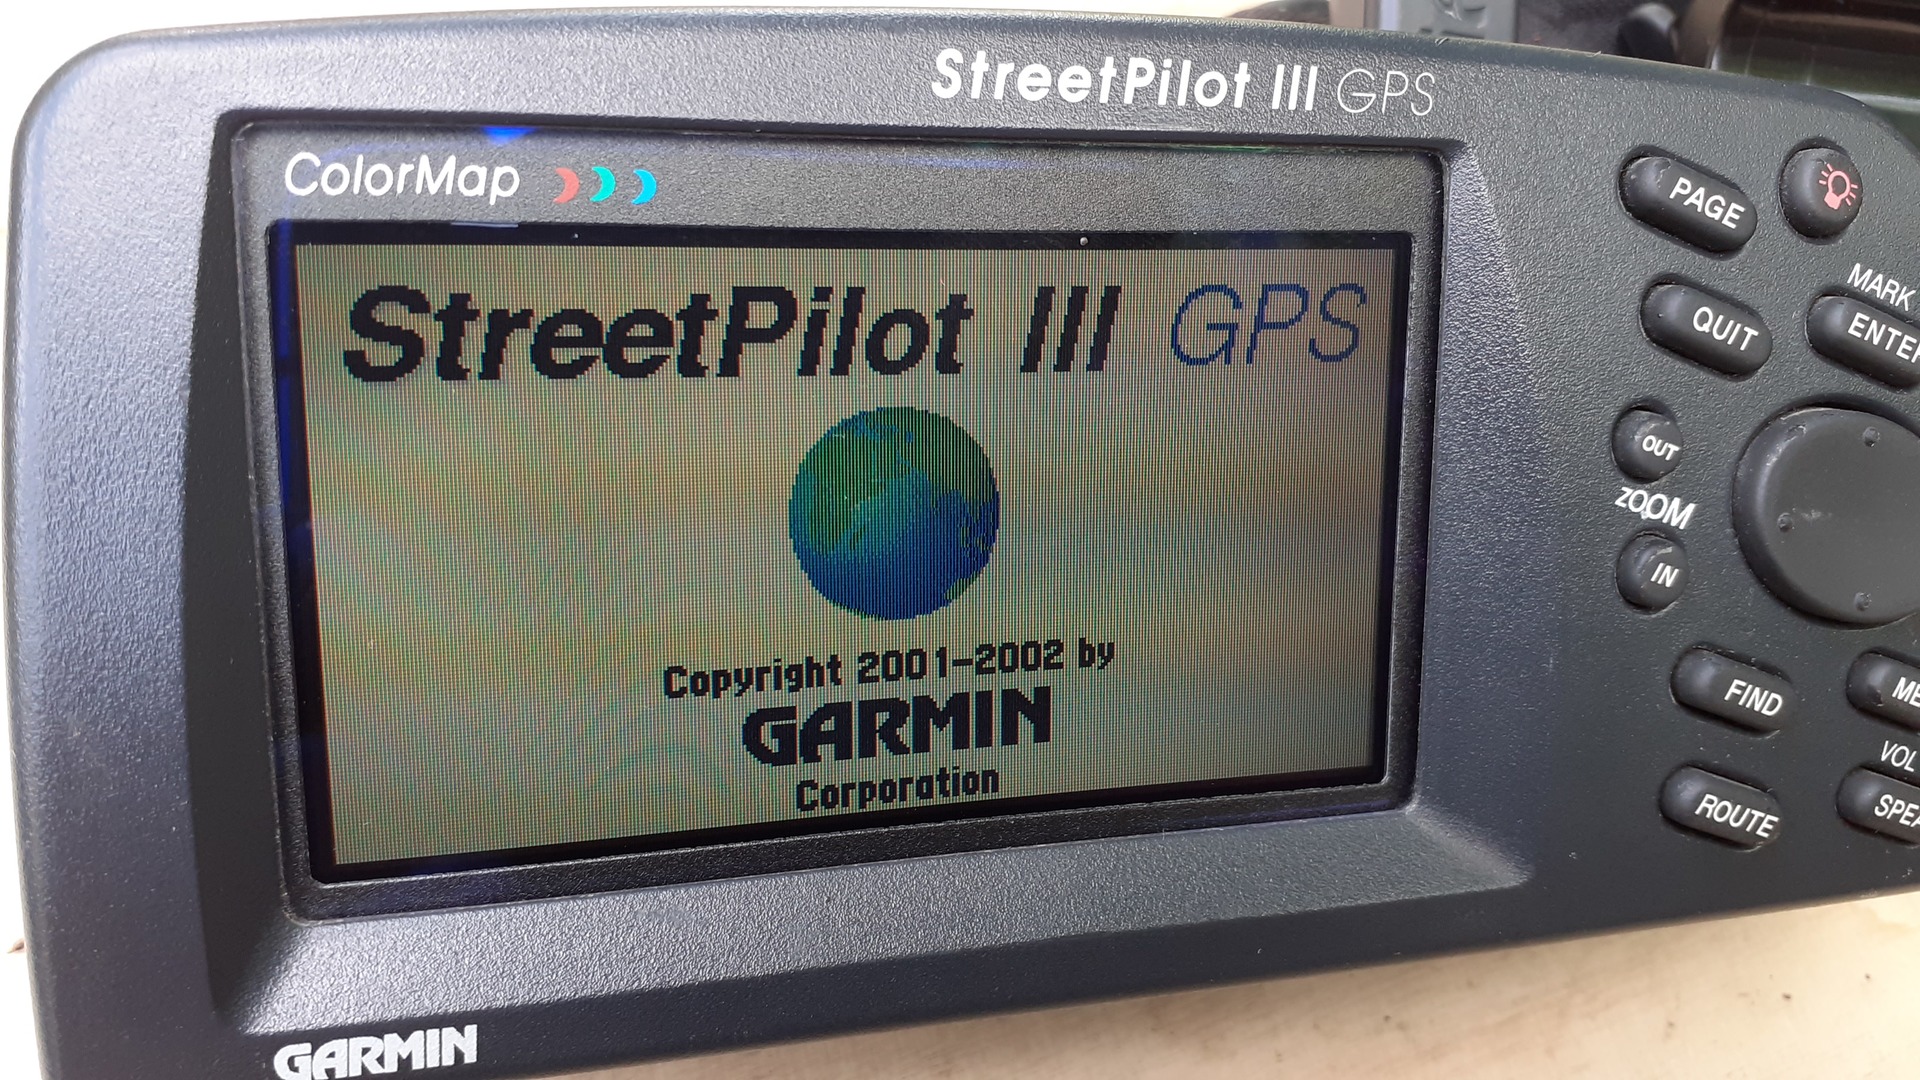 StreetPilot III GPS
ColorMap
StreetPilot III GPS
Copyright 2001-2002 by
GARMIN
Corporation
GARMIN
PAGE
QUIT
MARK
ENTER
OUT
ZOOM
IN
FIND
ROUTE
VOL